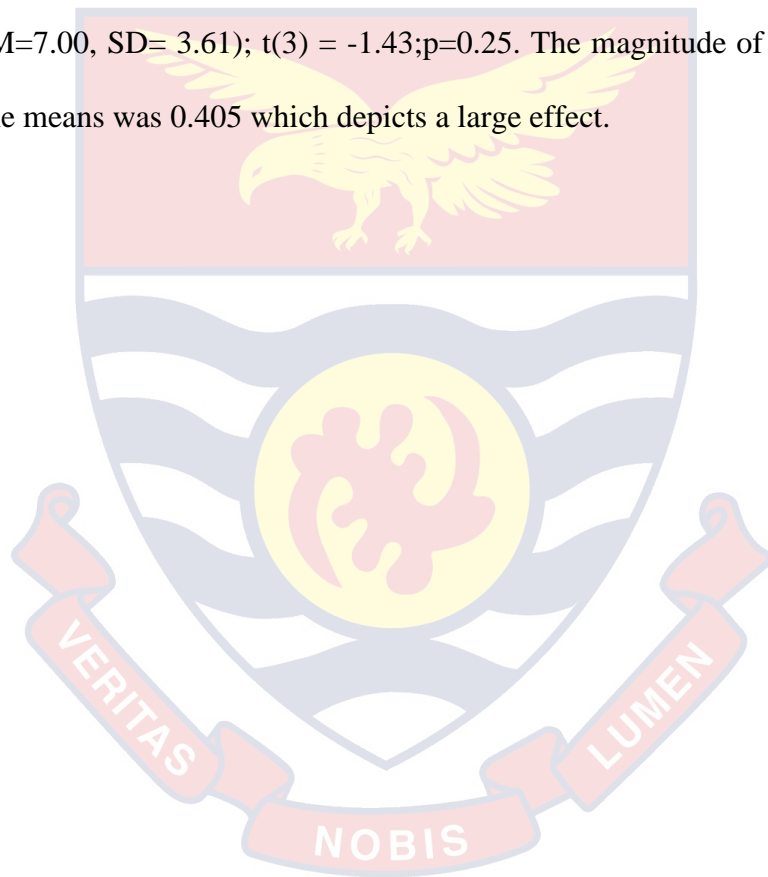 M=7.00, SD= 3.61); t(3) = -1.43;p=0.25. The magnitude of
means was 0.405 which depicts a large effect.
VERITAS
NOBIS
LUMEN